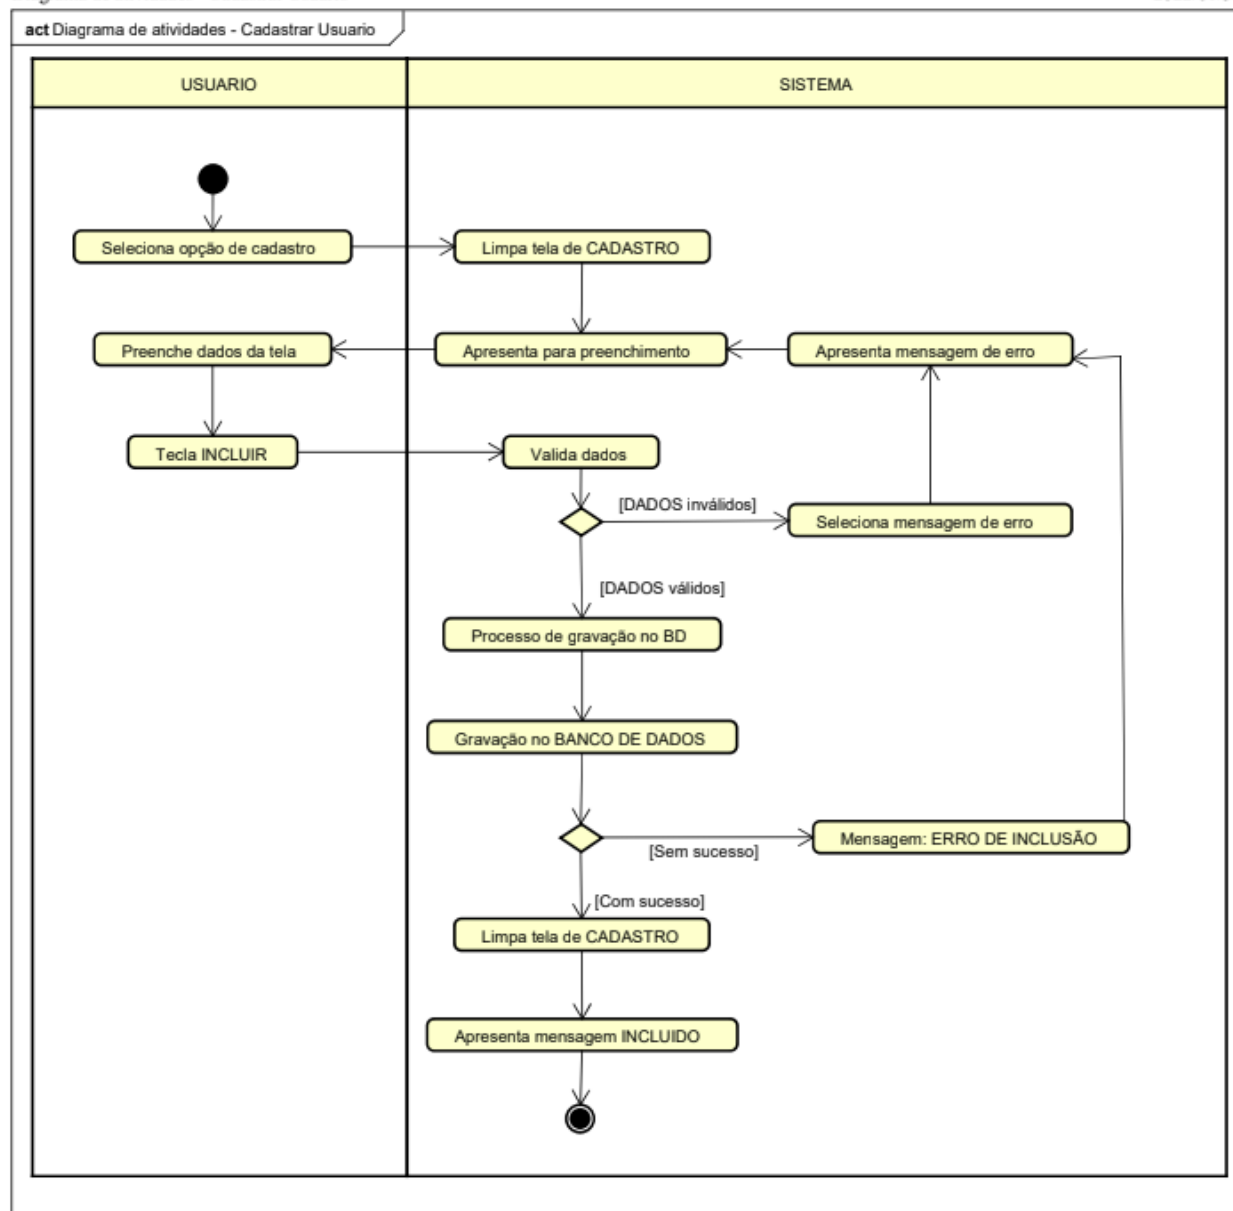 act Diagrama de atividades - Cadastrar Usuario
USUARIO
SISTEMA
Seleciona opção de cadastro
Limpa tela de CADASTRO
Preenche dados da tela
Apresenta para preenchimento
Apresenta mensagem de erro
Tecla INCLUIR
Valida dados
[DADOS inválidos]
Seleciona mensagem de erro
[DADOS válidos]
Processo de gravação no BD
Gravação no BANCO DE DADOS
Mensagem: ERRO DE INCLUSÃO
[Sem sucesso]
[Com sucesso]
Limpa tela de CADASTRO
Apresenta mensagem INCLUIDO